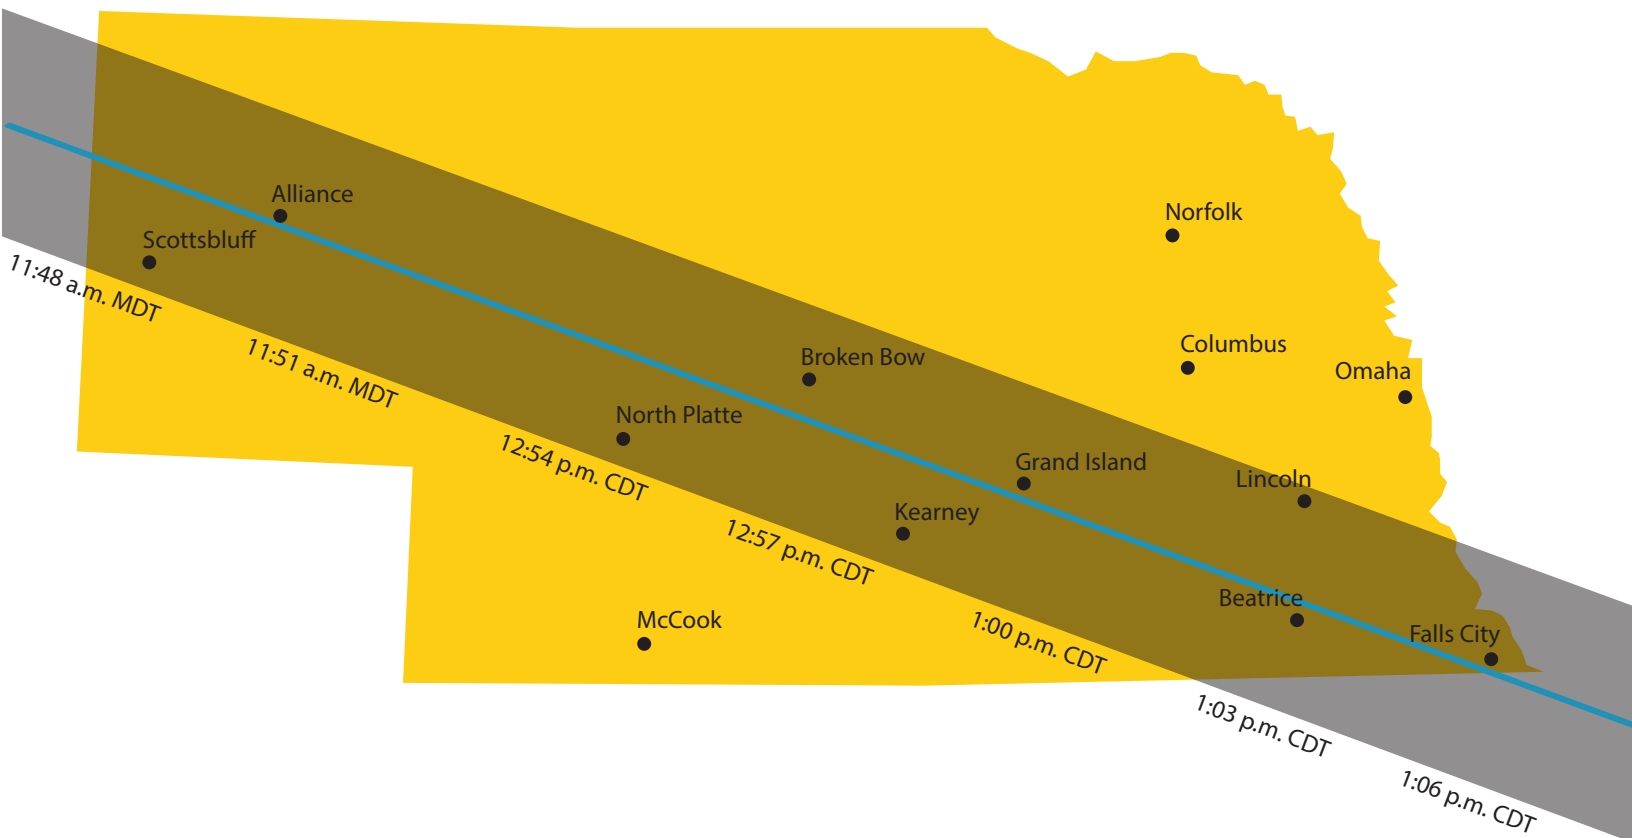 Alliance
Norfolk
Scottsbluff
11:48 a.m. MDT
Columbus
11:51 a.m. MDT
Broken Bow
Omaha
North Platte
12:54 p.m. CDT
Grand Island
Lincoln
Kearney
12:57 p.m. CDT
Beatrice
McCook
1:00 p.m. CDT
Falls City
1:03 p.m. CDT
1:06 p.m. CDT